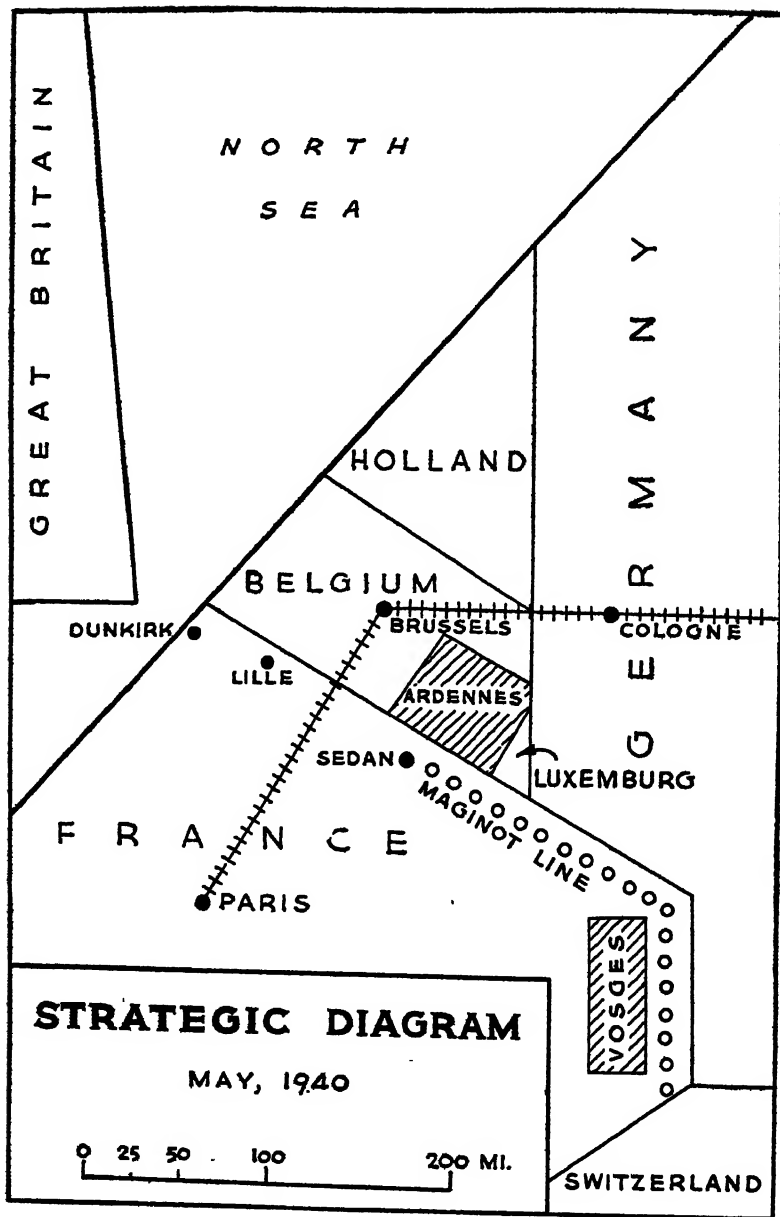 GREAT BRITAIN
NORTH
SEA
GERMANY
HOLLAND
BELGIUM
DUNKIRK
BRUSSELS
COLOGNE
LILLE
ARDENNES
SEDAN
LUXEMBURG
MAGINOT LINE
FRANCE
PARIS
VOSGES
STRATEGIC DIAGRAM
MAY, 1940
0 25 50 100 200 MI.
SWITZERLAND